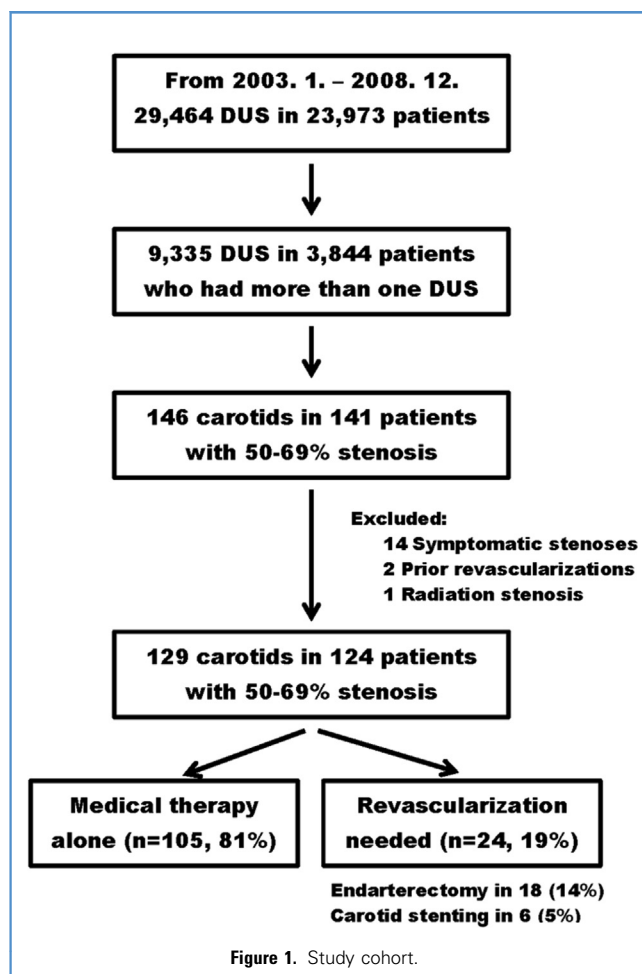 From 2003. 1. – 2008. 12.
29,464 DUS in 23,973 patients
9,335 DUS in 3,844 patients
who had more than one DUS
146 carotids in 141 patients
with 50-69% stenosis
Excluded:
14 Symptomatic stenoses
2 Prior revascularizations
1 Radiation stenosis
129 carotids in 124 patients
with 50-69% stenosis
Medical therapy
alone (n=105, 81%)
Revascularization
needed (n=24, 19%)
Endarterectomy in 18 (14%)
Carotid stenting in 6 (5%)
Figure 1. Study cohort.